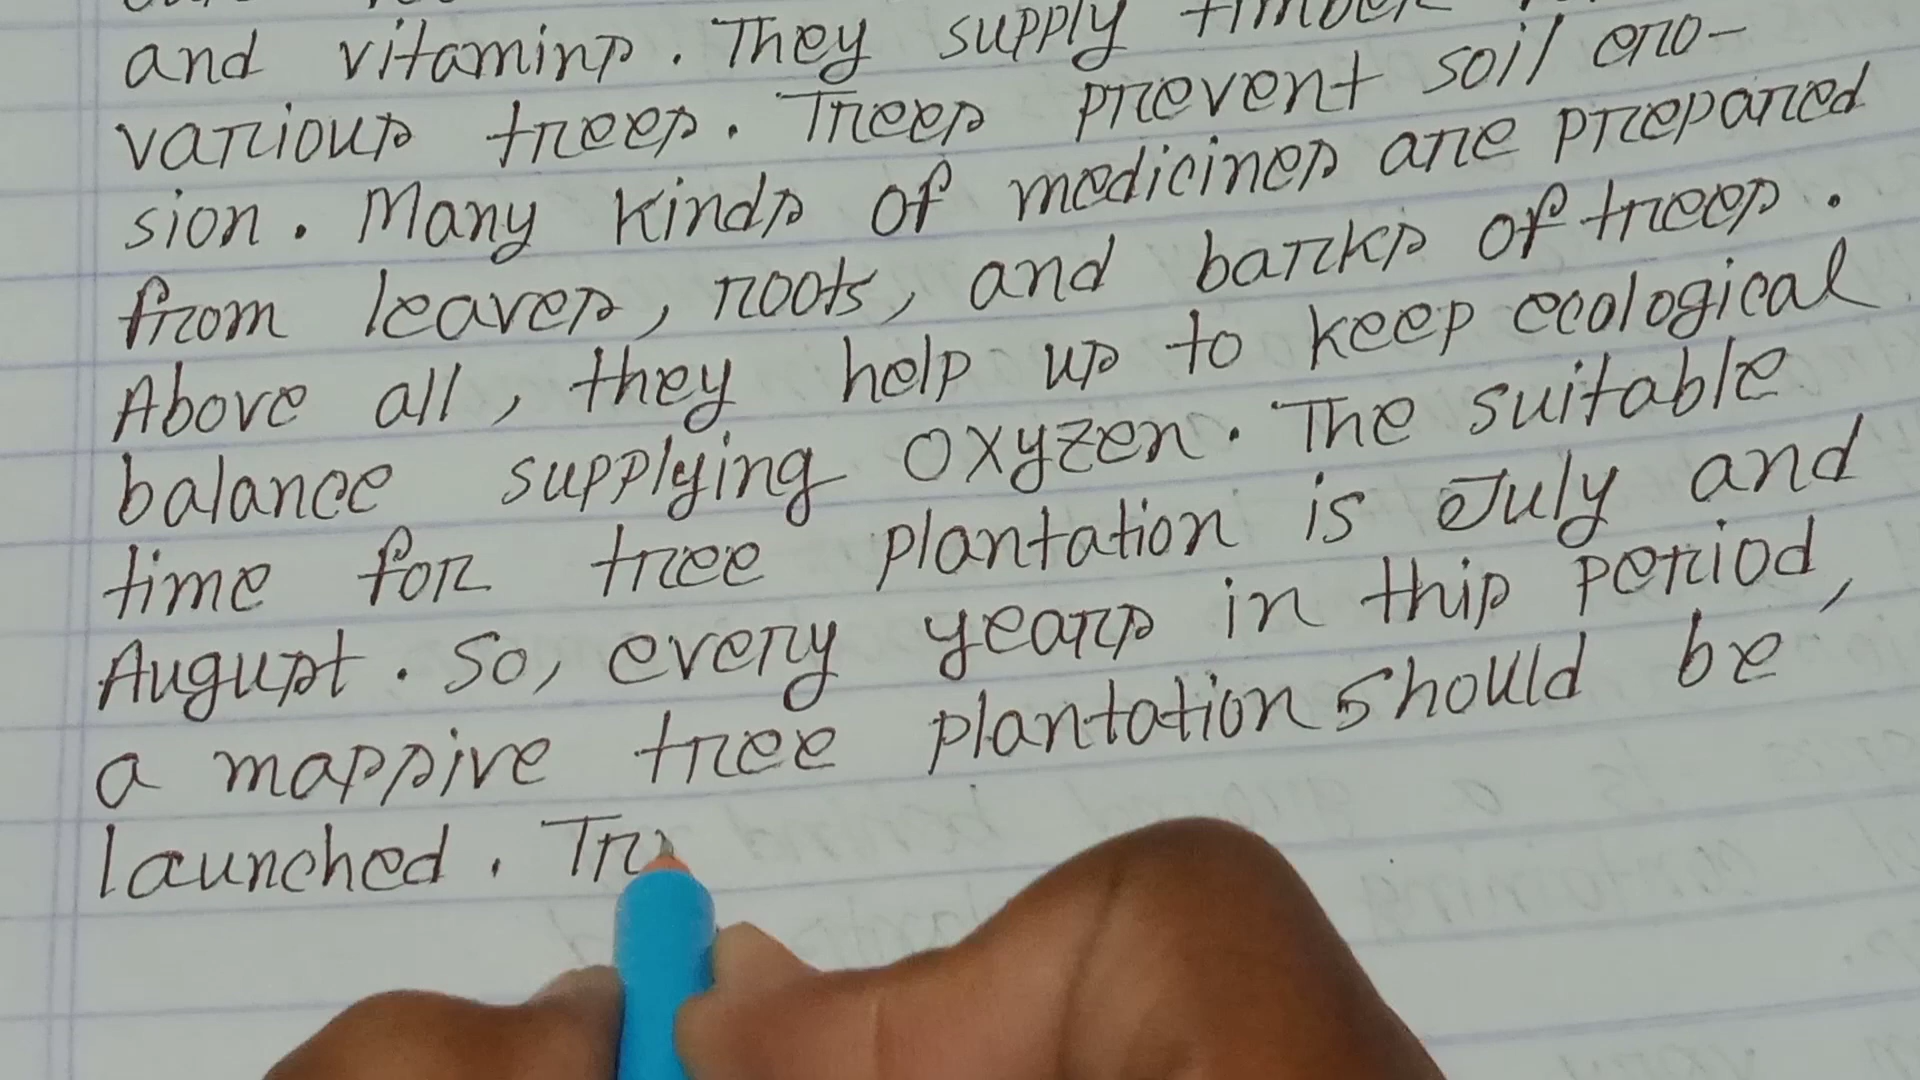 and vitamins. They supply timber
various trees. Trees prevent soil ero-
sion. Many kinds of medicines are prepared
from leaves, roots, and barks of trees.
Above all, they help us to keep ecological
balance supplying oxyzen. The suitable
time for tree plantation is July and
August. So, every years in this period,
a massive tree plantation should be
launched. Tr